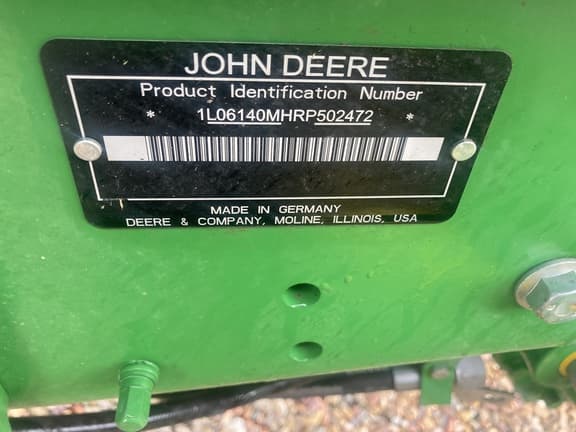 JOHN DEERE
Product Identification Number
* 1L06140MHRP502472 *
MADE IN GERMANY
DEERE & COMPANY, MOLINE, ILLINOIS, USA